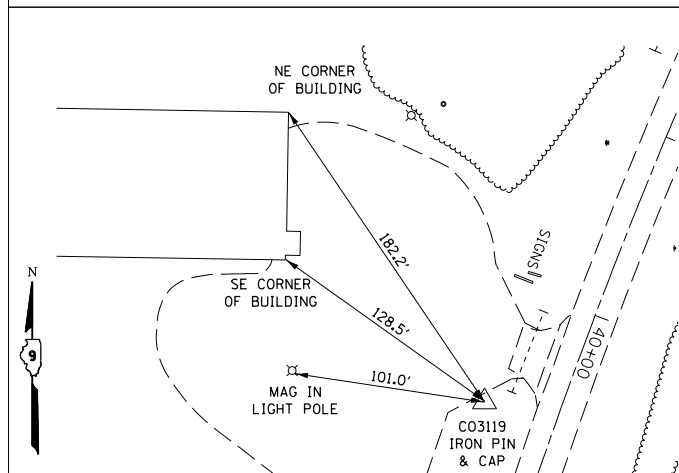 NE CORNER
OF BUILDING
182.2'
SIGNS
N
SE CORNER
OF BUILDING
128.5'
9
40+00
101.0'
MAG IN
LIGHT POLE
CO3119
IRON PIN
& CAP